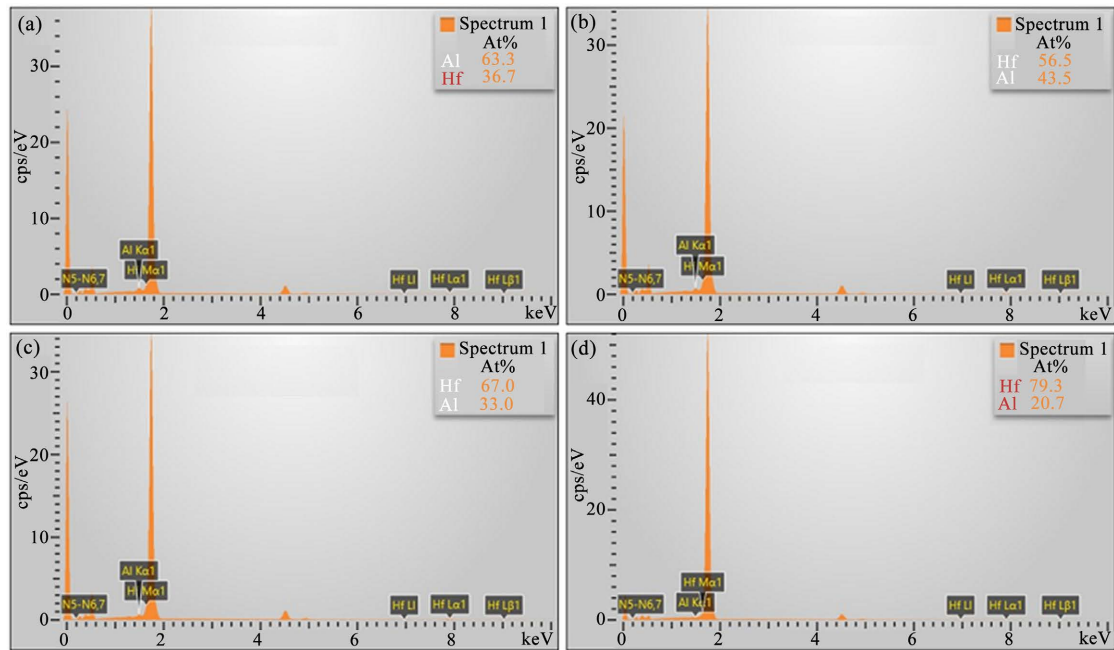 (a)
Spectrum 1
At%
Al 63.3
Hf 36.7
30
20
10
0
cps/eV
Al Kα1
Hf Mα1
N5-N6,7
Hf Ll
Hf Lα1
Hf Lβ1
0 2 4 6 8 keV
(b)
Spectrum 1
At%
Hf 56.5
Al 43.5
30
20
10
0
cps/eV
Al Kα1
Hf Mα1
N5-N6,7
Hf Ll
Hf Lα1
Hf Lβ1
0 2 4 6 8 keV
(c)
Spectrum 1
At%
Hf 67.0
Al 33.0
30
20
10
0
cps/eV
Al Kα1
Hf Mα1
N5-N6,7
Hf Ll
Hf Lα1
Hf Lβ1
0 2 4 6 8 keV
(d)
Spectrum 1
At%
Hf 79.3
Al 20.7
40
20
0
cps/eV
Hf Mα1
Al Kα1
N5-N6,7
Hf Ll
Hf Lα1
Hf Lβ1
0 2 4 6 8 keV